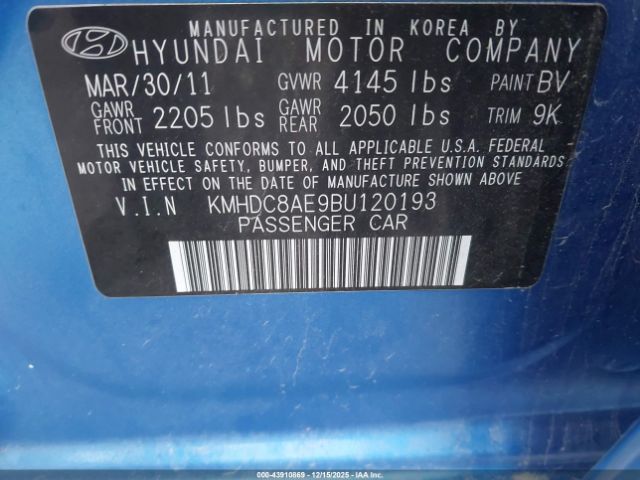 MANUFACTURED IN KOREA BY
HYUNDAI MOTOR COMPANY
MAR/30/11 GVWR 4145 lbs PAINT BV
GAWR FRONT 2205 lbs GAWR REAR 2050 lbs TRIM 9K
THIS VEHICLE CONFORMS TO ALL APPLICABLE U.S.A. FEDERAL
MOTOR VEHICLE SAFETY, BUMPER, AND THEFT PREVENTION STANDARDS
IN EFFECT ON THE DATE OF MANUFACTURE SHOWN ABOVE.
V.I.N KMHDC8AE9BU120193
PASSENGER CAR
000-43910869 - 12/15/2025 - IAA Inc.